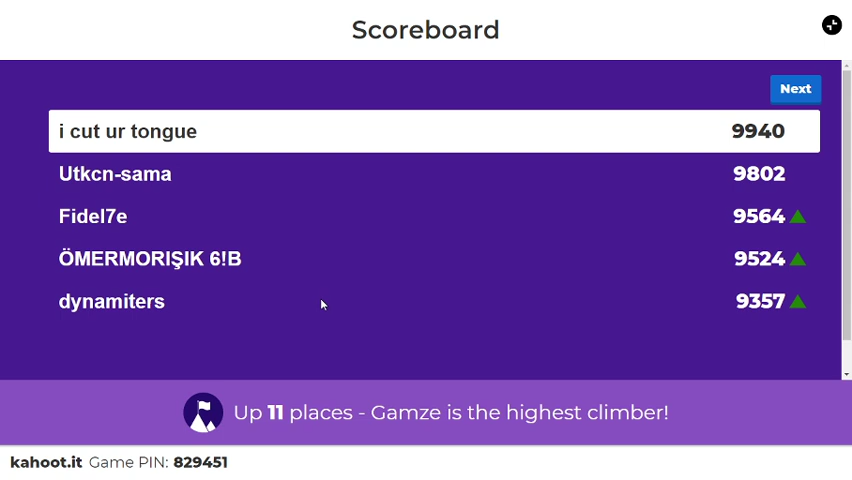 Scoreboard
Next
i cut ur tongue 9940
Utkcn-sama 9802
Fidel7e 9564
ÖMERMORIŞIK 6!B 9524
dynamiters 9357
Up 11 places - Gamze is the highest climber!
kahoot.it Game PIN: 829451